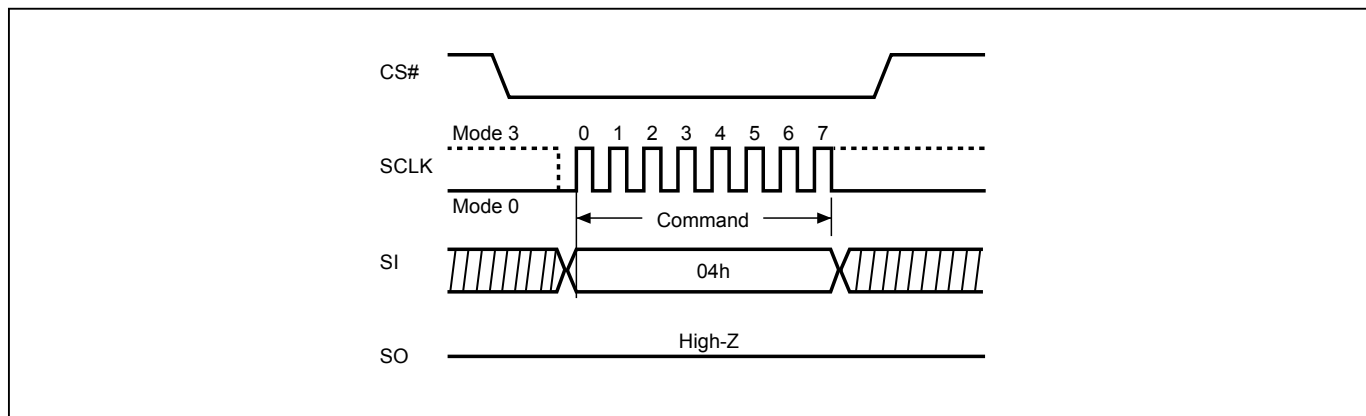 CS#
Mode 3 0 1 2 3 4 5 6 7
SCLK
Mode 0
Command
SI
04h
High-Z
SO